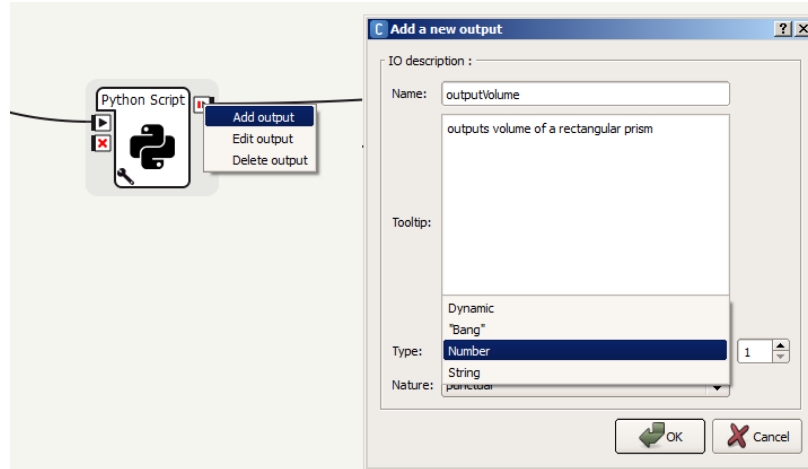 Python Script
Add output
Edit output
Delete output
C Add a new output
?
IO description :
Name: outputVolume
outputs volume of a rectangular prism
Tooltip:
Dynamic
"Bang"
Type: Number 1
String
Nature: punctual
OK Cancel